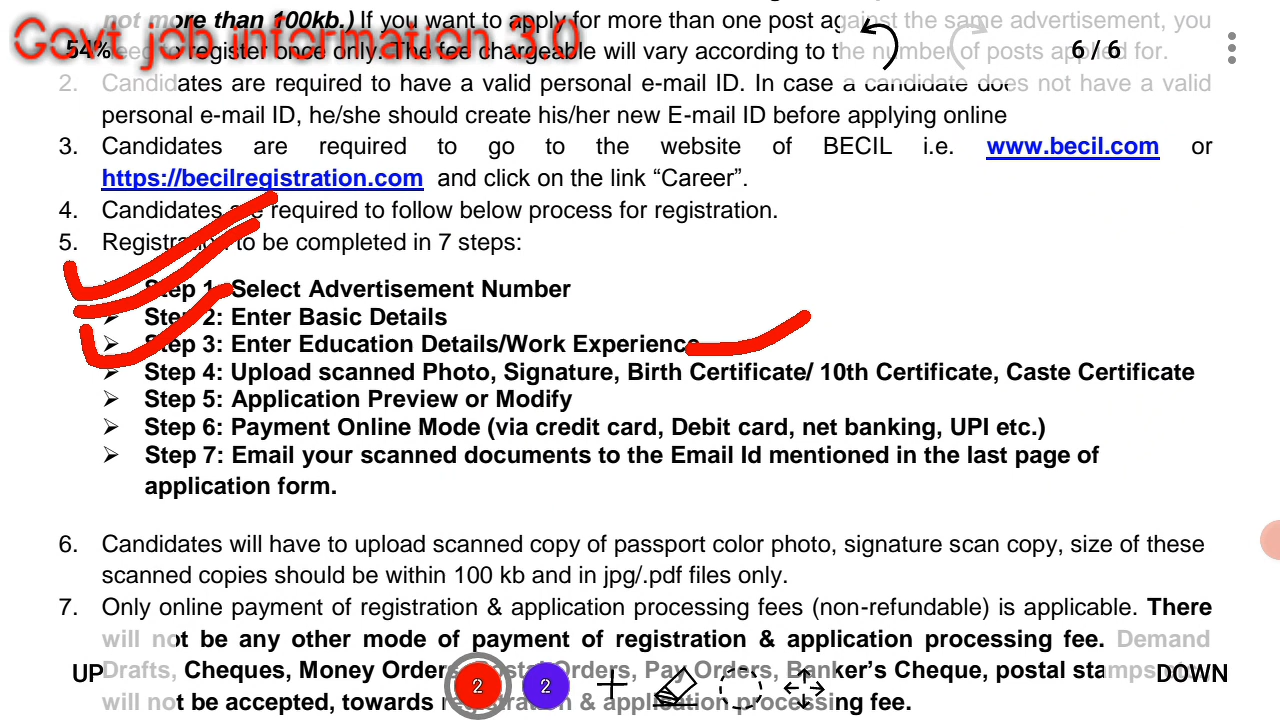 not more than 100kb.) If you want to apply for more than one post against the same advertisement, you
Govt job information 3.0
54%
need to register once only. The fee chargeable will vary according to the number of posts applied for.
6 / 6
2. Candidates are required to have a valid personal e-mail ID. In case a candidate does not have a valid
personal e-mail ID, he/she should create his/her new E-mail ID before applying online
3. Candidates are required to go to the website of BECIL i.e. www.becil.com or
https://becilregistration.com and click on the link “Career”.
4. Candidates are required to follow below process for registration.
5. Registration to be completed in 7 steps:
➢ Step 1: Select Advertisement Number
➢ Step 2: Enter Basic Details
➢ Step 3: Enter Education Details/Work Experience
➢ Step 4: Upload scanned Photo, Signature, Birth Certificate/ 10th Certificate, Caste Certificate
➢ Step 5: Application Preview or Modify
➢ Step 6: Payment Online Mode (via credit card, Debit card, net banking, UPI etc.)
➢ Step 7: Email your scanned documents to the Email Id mentioned in the last page of
application form.
6. Candidates will have to upload scanned copy of passport color photo, signature scan copy, size of these
scanned copies should be within 100 kb and in jpg/.pdf files only.
7. Only online payment of registration & application processing fees (non-refundable) is applicable. There
will not be any other mode of payment of registration & application processing fee. Demand
Drafts, Cheques, Money Orders, Postal Orders, Pay Orders, Banker’s Cheque, postal stamps
UP
2
2
DOWN
will not be accepted, towards registration & application processing fee.